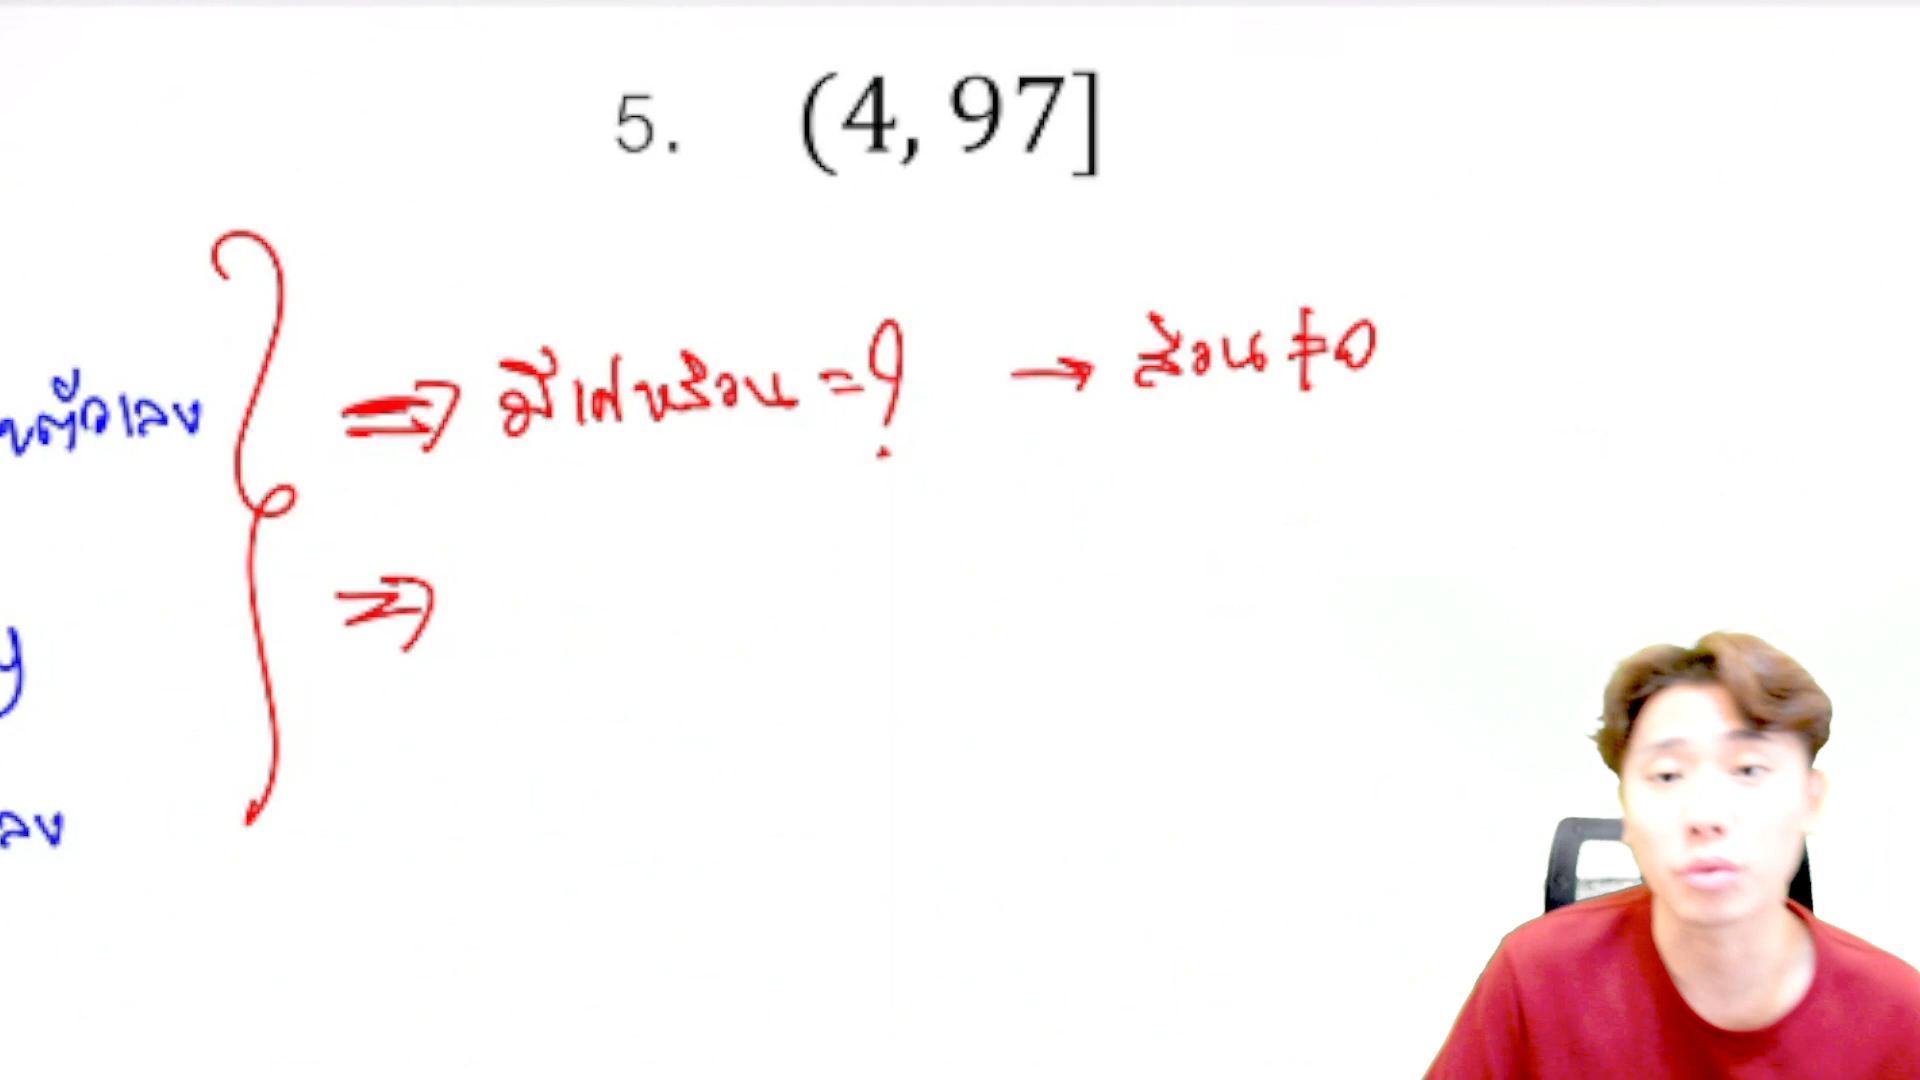 5. (4, 97]
⇒ มีเศษส่วน = ? → ส่วน ≠ 0
ตัวเลข
⇒
y
ลข